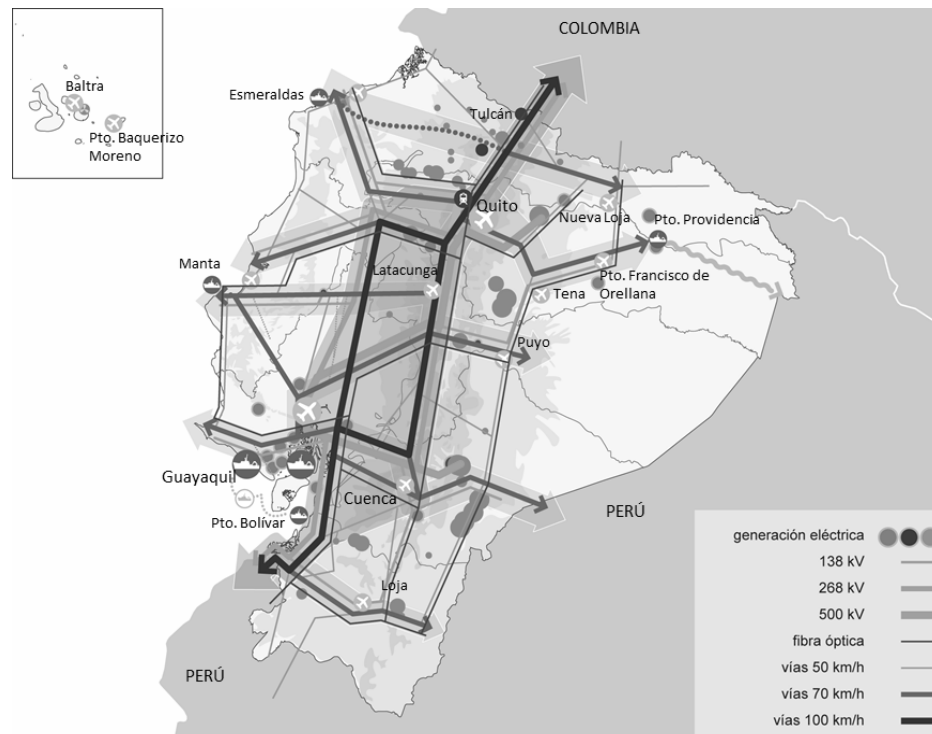 COLOMBIA
Baltra
Esmeraldas
Tulcán
Pto. Baquerizo
Moreno
Quito
Nueva Loja
Pto. Providencia
Manta
Latacunga
Pto. Francisco de
Orellana
Tena
Puyo
Guayaquil
Cuenca
Pto. Bolívar
PERÚ
Loja
PERÚ
generación eléctrica
138 kV
268 kV
500 kV
fibra óptica
vías 50 km/h
vías 70 km/h
vías 100 km/h